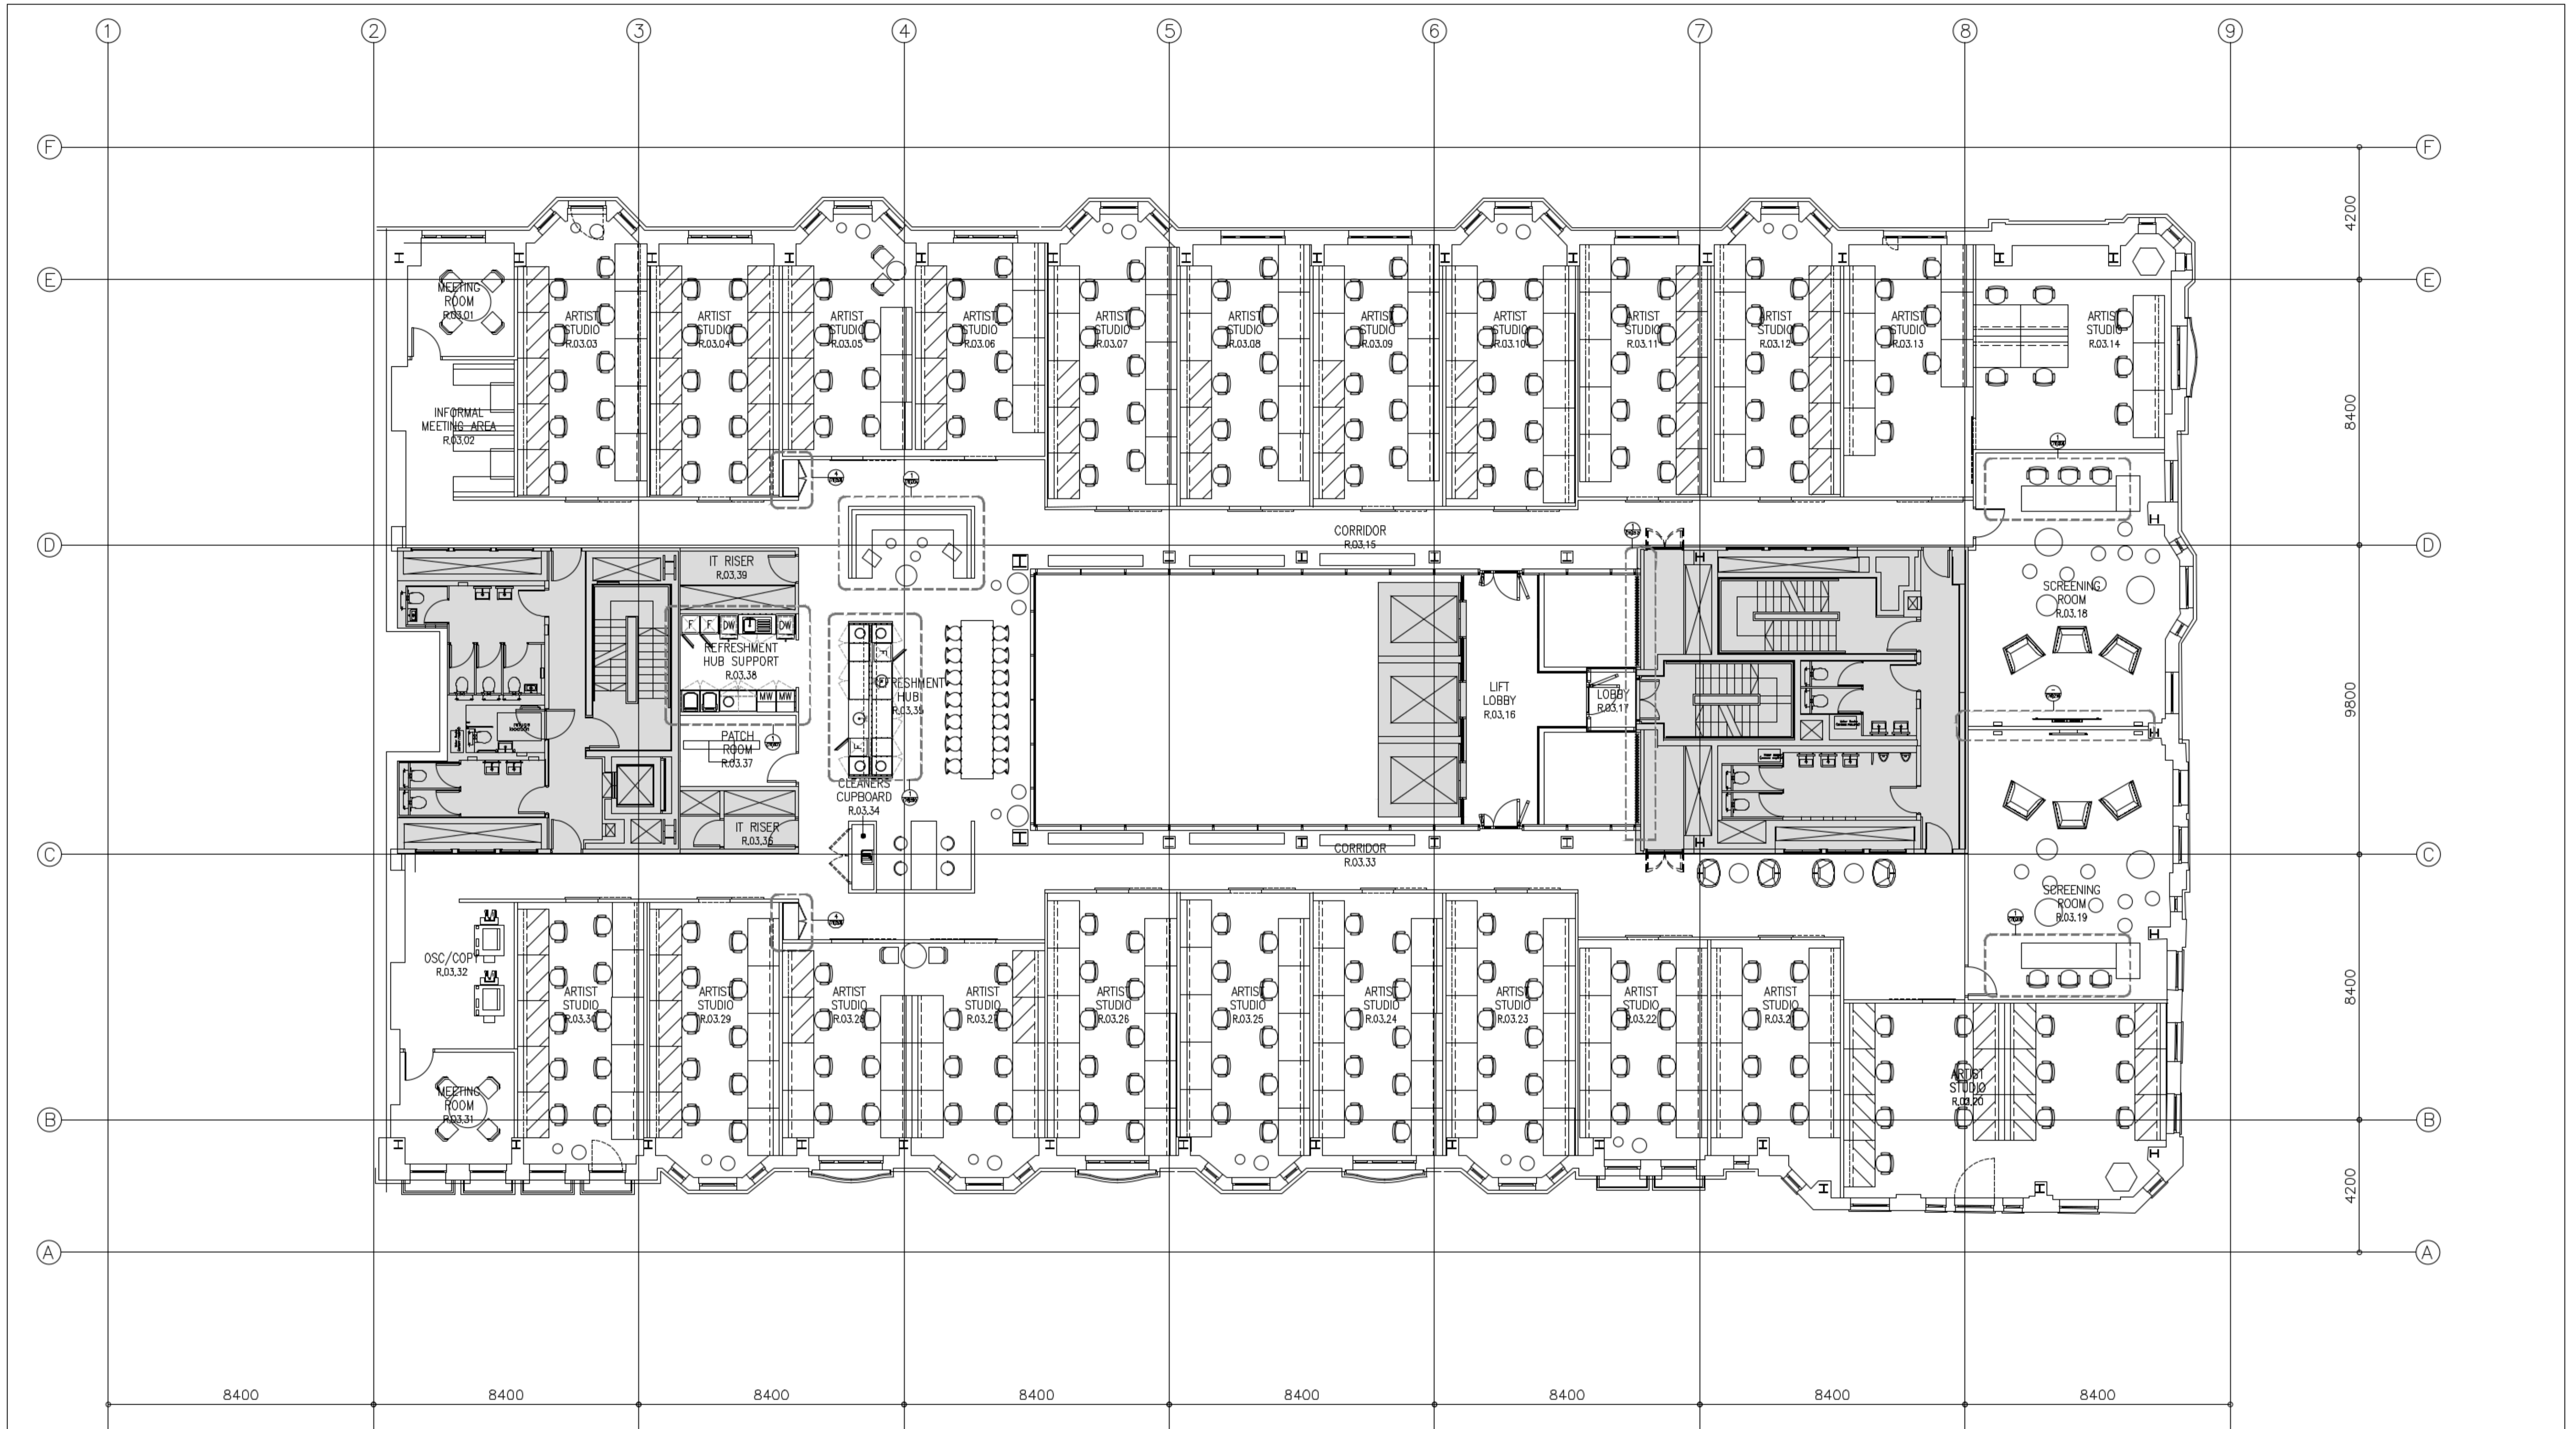 1
2
3
4
5
6
7
8
9
F
F
4200
E
E
MEETING
ROOM
R.03.01
ARTIST
STUDIO
R.03.03
ARTIST
STUDIO
R.03.04
ARTIST
STUDIO
R.03.05
ARTIST
STUDIO
R.03.06
ARTIST
STUDIO
R.03.07
ARTIST
STUDIO
R.03.08
ARTIST
STUDIO
R.03.09
ARTIST
STUDIO
R.03.10
ARTIST
STUDIO
R.03.11
ARTIST
STUDIO
R.03.12
ARTIST
STUDIO
R.03.13
ARTIST
STUDIO
R.03.14
INFORMAL
MEETING AREA
R.03.02
8400
D
D
CORRIDOR
R.03.15
IT RISER
R.03.39
F
F
DW
DW
REFRESHMENT
HUB SUPPORT
R.03.38
MW
MW
F
REFRESHMENT
HUB
R.03.35
F
PATCH
ROOM
R.03.37
CLEANERS
CUPBOARD
R.03.34
IT RISER
R.03.36
LIFT
LOBBY
R.03.16
LOBBY
R.03.17
SCREENING
ROOM
R.03.18
9800
C
C
CORRIDOR
R.03.33
SCREENING
ROOM
R.03.19
OSC/COPY
R.03.32
ARTIST
STUDIO
R.03.30
ARTIST
STUDIO
R.03.29
ARTIST
STUDIO
R.03.28
ARTIST
STUDIO
R.03.27
ARTIST
STUDIO
R.03.26
ARTIST
STUDIO
R.03.25
ARTIST
STUDIO
R.03.24
ARTIST
STUDIO
R.03.23
ARTIST
STUDIO
R.03.22
ARTIST
STUDIO
R.03.21
8400
MEETING
ROOM
R.03.31
ARTIST
STUDIO
R.03.20
B
B
4200
A
A
8400
8400
8400
8400
8400
8400
8400
8400